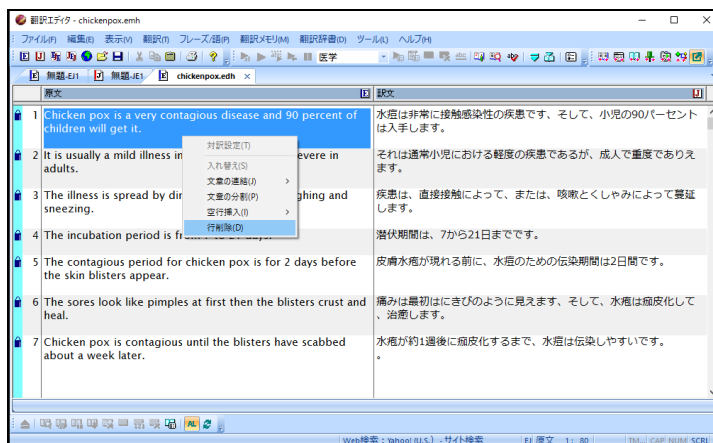 翻訳エディタ - chickenpox.emh
ファイル(F) 編集(E) 表示(V) 翻訳(T) フレーズ/語(P) 翻訳メモリ(M) 翻訳辞書(D) ツール(L) ヘルプ(H)
医学
無題-EJ1 無題-JE1 chickenpox.edh ×
原文 E 訳文 J
1 Chicken pox is a very contagious disease and 90 percent of 水痘は非常に接触感染性の疾患です、そして、小児の90パーセント
children will get it. は入手します。
対訳設定(T)
2 It is usually a mild illness in evere in それは通常小児における軽度の疾患であるが、成人で重度でありえ
adults. ます。
入れ替え(S)
文章の連結(J) >
3 The illness is spread by dir ghing and 疾患は、直接接触によって、または、咳嗽とくしゃみによって蔓延
sneezing. します。
文章の分割(P)
空行挿入(I) >
行削除(D)
4 The incubation period is fr 潜伏期間は、7から21日までです。
5 The contagious period for chicken pox is for 2 days before 皮膚水疱が現れる前に、水痘のための伝染期間は2日間です。
the skin blisters appear.
6 The sores look like pimples at first then the blisters crust and 痛みは最初はにきびのように見えます、そして、水疱は痂皮化して
heal. 、治癒します。
7 Chicken pox is contagious until the blisters have scabbed 水疱が約1週後に痂皮化するまで、水痘は伝染しやすいです。
about a week later. 。
AL
Web検索：Yahoo! (U.S.) -サイト検索 EJ 原文 1: 80 TM... CAP NUM SCRL